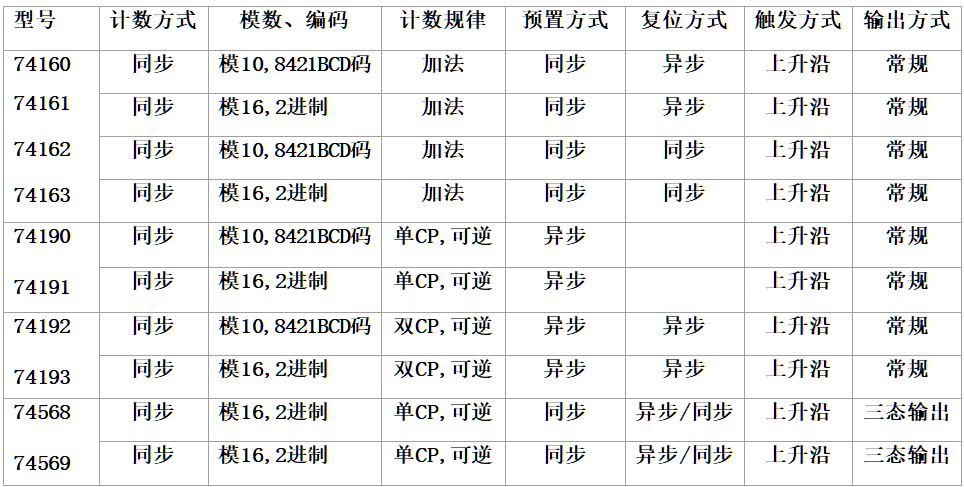 型号 计数方式 模数、编码 计数规律 预置方式 复位方式 触发方式 输出方式
74160 同步 模10,8421BCD码 加法 同步 异步 上升沿 常规
74161 同步 模16,2进制 加法 同步 异步 上升沿 常规
74162 同步 模10,8421BCD码 加法 同步 同步 上升沿 常规
74163 同步 模16,2进制 加法 同步 同步 上升沿 常规
74190 同步 模10,8421BCD码 单CP,可逆 异步 上升沿 常规
74191 同步 模16,2进制 单CP,可逆 异步 上升沿 常规
74192 同步 模10,8421BCD码 双CP,可逆 异步 异步 上升沿 常规
74193 同步 模16,2进制 双CP,可逆 异步 异步 上升沿 常规
74568 同步 模16,2进制 单CP,可逆 同步 异步/同步 上升沿 三态输出
74569 同步 模16,2进制 单CP,可逆 同步 异步/同步 上升沿 三态输出